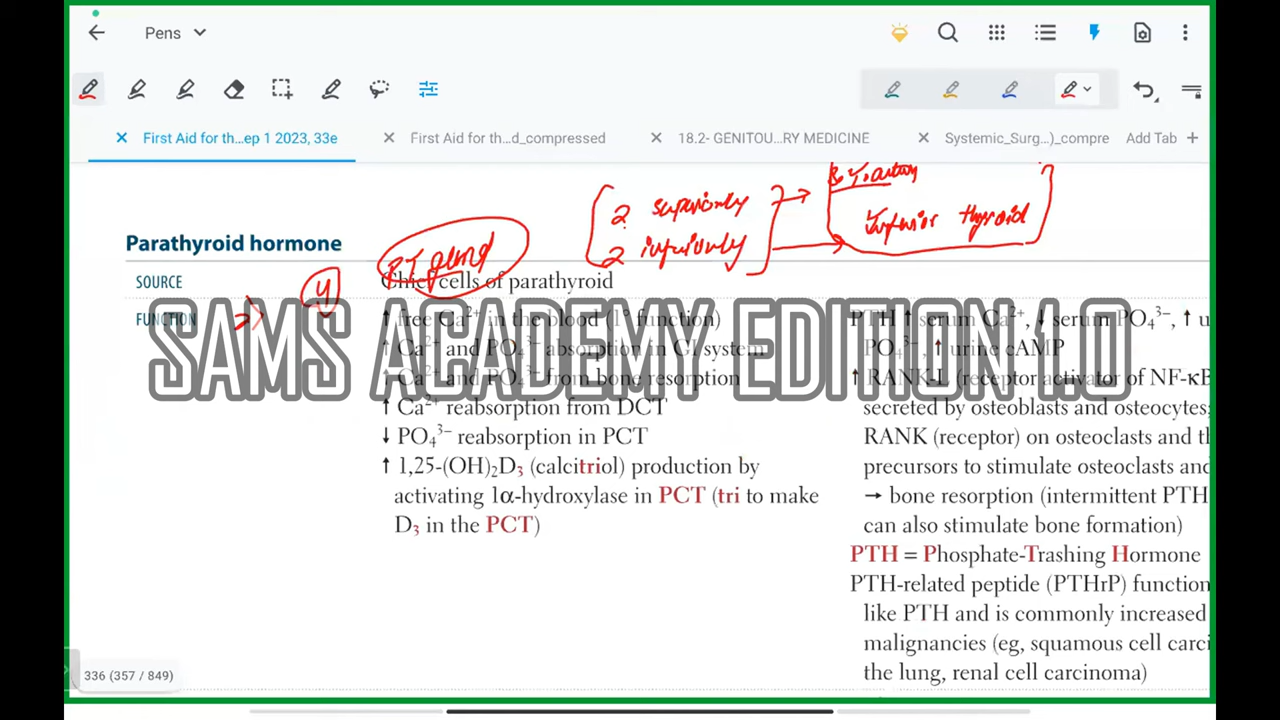 Pens
First Aid for th...ep 1 2023, 33e
First Aid for th...d_compressed
18.2- GENITOU...RY MEDICINE
Systemic_Surg...)_compre
Add Tab
2 superiorly
2 inferiorly
Inferior thyroid
Parathyroid hormone
PT gland
4
SOURCE
Chief cells of parathyroid
FUNCTION
↑ free Ca²⁺ in the blood (1° function)
↑ Ca²⁺ and PO₄³⁻ absorption in GI system
↑ Ca²⁺ and PO₄³⁻ from bone resorption
↑ Ca²⁺ reabsorption from DCT
↓ PO₄³⁻ reabsorption in PCT
↑ 1,25-(OH)₂D₃ (calcitriol) production by
activating 1α-hydroxylase in PCT (tri to make
D₃ in the PCT)
PTH ↑ serum Ca²⁺, ↓ serum PO₄³⁻, ↑ u
PO₄³⁻, ↑ urine cAMP
↑ RANK-L (receptor activator of NF-κB
secreted by osteoblasts and osteocytes;
RANK (receptor) on osteoclasts and th
precursors to stimulate osteoclasts and
→ bone resorption (intermittent PTH
can also stimulate bone formation)
PTH = Phosphate-Trashing Hormone
PTH-related peptide (PTHrP) function
like PTH and is commonly increased
malignancies (eg, squamous cell carci
the lung, renal cell carcinoma)
SAMS ACADEMY EDITION 1.0
336 (357 / 849)